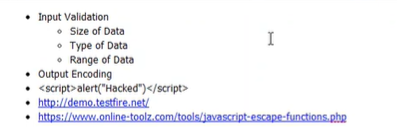 Input Validation
Size of Data
Type of Data
Range of Data
Output Encoding
<script>alert("Hacked")</script>
http://demo.testfire.net/
https://www.online-toolz.com/tools/javascript-escape-functions.php